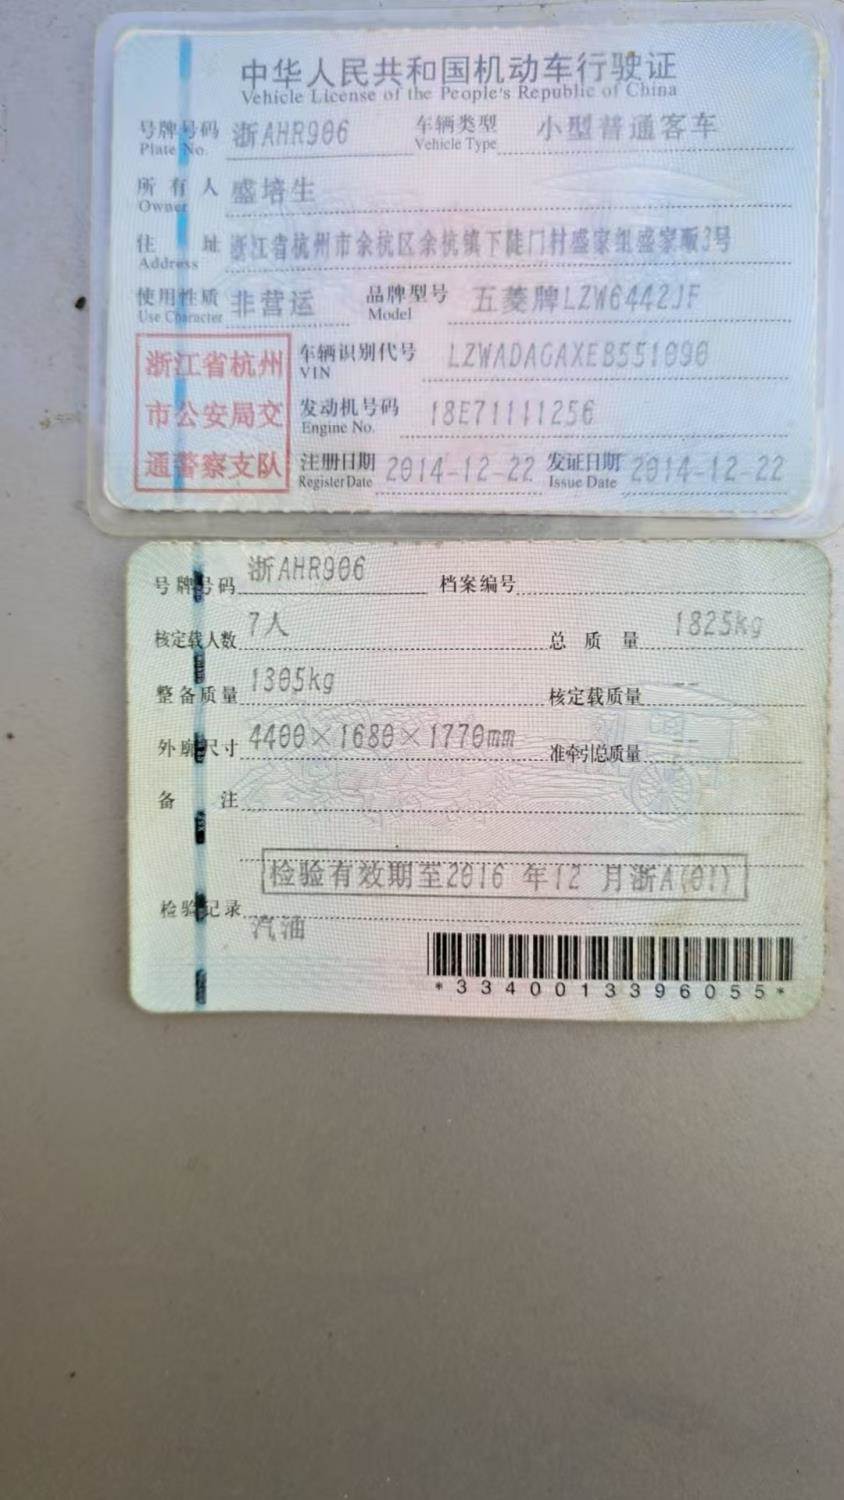 中华人民共和国机动车行驶证
Vehicle License of the People's Republic of China
号牌号码 浙AHR906 车辆类型 小型普通客车
Plate No. Vehicle Type
所有人 盛培生
Owner
住址 浙江省杭州市余杭区余杭镇下陡门村盛家组盛家畈3号
Address
使用性质 非营运 品牌型号 五菱牌LZW6442JF
Use Character Model
浙江省杭州 车辆识别代号 LZWADAGAXEB551090
VIN
市公安局交 发动机号码 18E71111256
Engine No.
通警察支队 注册日期 2014-12-22 发证日期 2014-12-22
Register Date Issue Date
号牌号码 浙AHR906 档案编号
核定载人数 7人 总质量 1825kg
整备质量 1305kg 核定载质量 --
外廓尺寸 4400×1680×1770mm 准牵引总质量 --
备注
检验有效期至2016 年12 月浙A(01)
检验记录
汽油
*3340013396055*